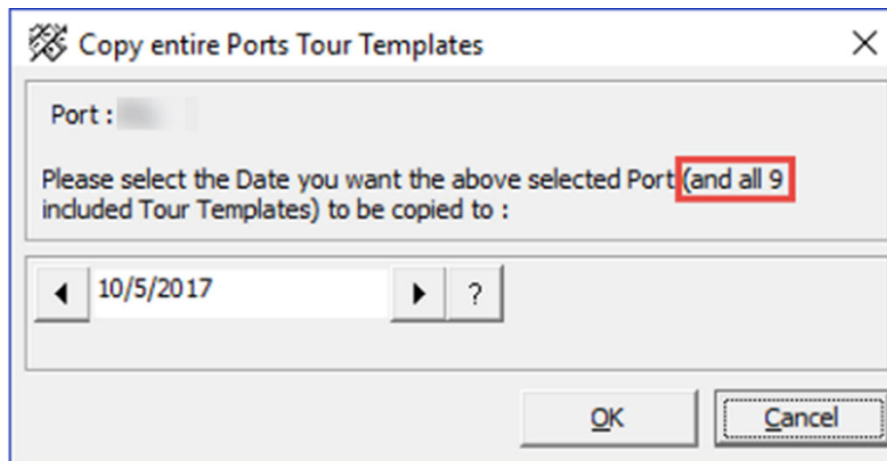 Copy entire Ports Tour Templates
Port :
Please select the Date you want the above selected Port (and all 9
included Tour Templates) to be copied to :
10/5/2017
?
OK
Cancel